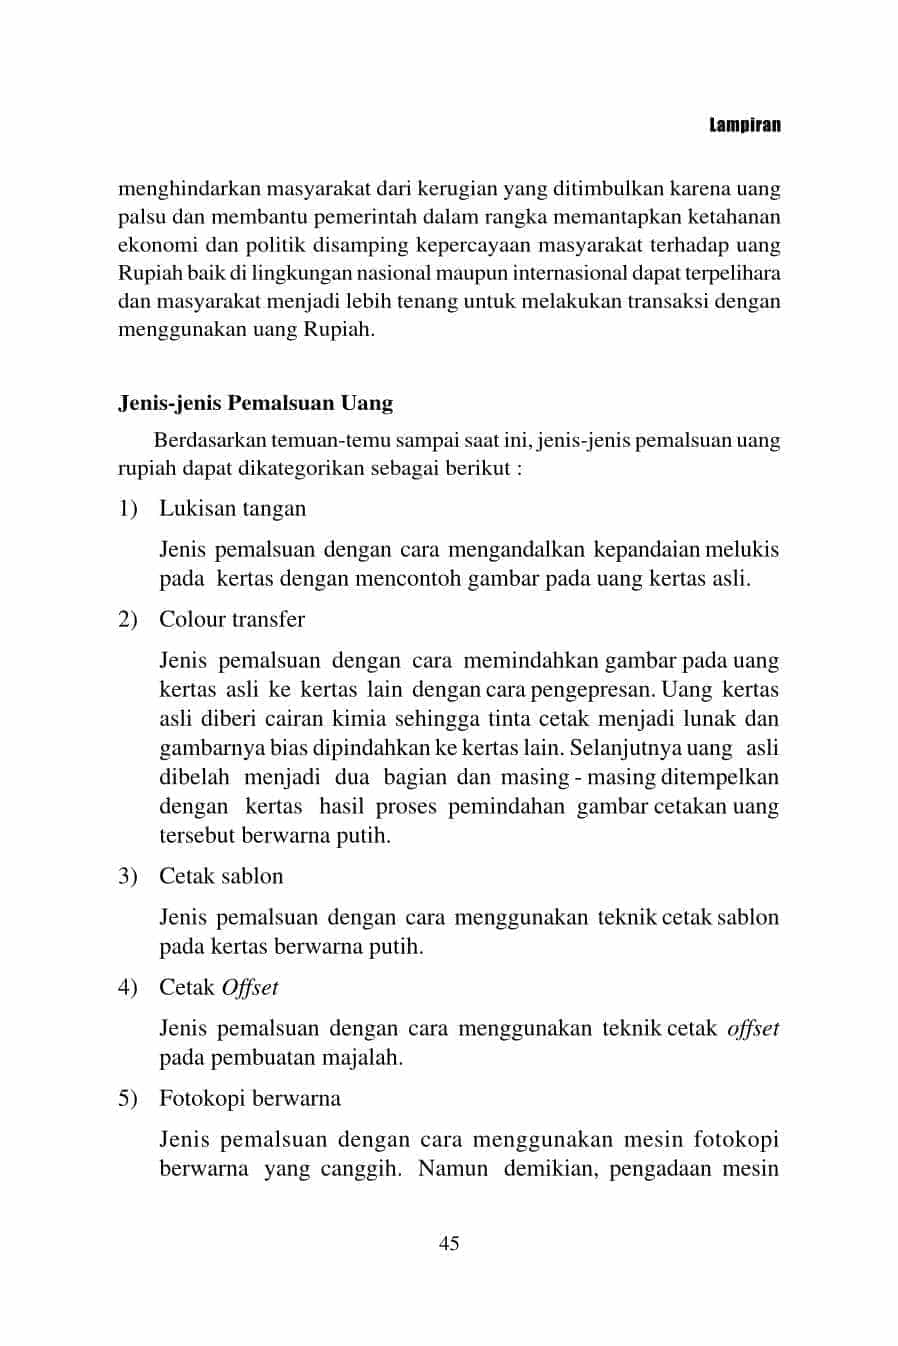 Lampiran
menghindarkan masyarakat dari kerugian yang ditimbulkan karena uang
palsu dan membantu pemerintah dalam rangka memantapkan ketahanan
ekonomi dan politik disamping kepercayaan masyarakat terhadap uang
Rupiah baik di lingkungan nasional maupun internasional dapat terpelihara
dan masyarakat menjadi lebih tenang untuk melakukan transaksi dengan
menggunakan uang Rupiah.
Jenis-jenis Pemalsuan Uang
Berdasarkan temuan-temu sampai saat ini, jenis-jenis pemalsuan uang
rupiah dapat dikategorikan sebagai berikut :
1) Lukisan tangan
Jenis pemalsuan dengan cara mengandalkan kepandaian melukis
pada kertas dengan mencontoh gambar pada uang kertas asli.
2) Colour transfer
Jenis pemalsuan dengan cara memindahkan gambar pada uang
kertas asli ke kertas lain dengan cara pengepresan. Uang kertas
asli diberi cairan kimia sehingga tinta cetak menjadi lunak dan
gambarnya bias dipindahkan ke kertas lain. Selanjutnya uang asli
dibelah menjadi dua bagian dan masing - masing ditempelkan
dengan kertas hasil proses pemindahan gambar cetakan uang
tersebut berwarna putih.
3) Cetak sablon
Jenis pemalsuan dengan cara menggunakan teknik cetak sablon
pada kertas berwarna putih.
4) Cetak Offset
Jenis pemalsuan dengan cara menggunakan teknik cetak offset
pada pembuatan majalah.
5) Fotokopi berwarna
Jenis pemalsuan dengan cara menggunakan mesin fotokopi
berwarna yang canggih. Namun demikian, pengadaan mesin
45